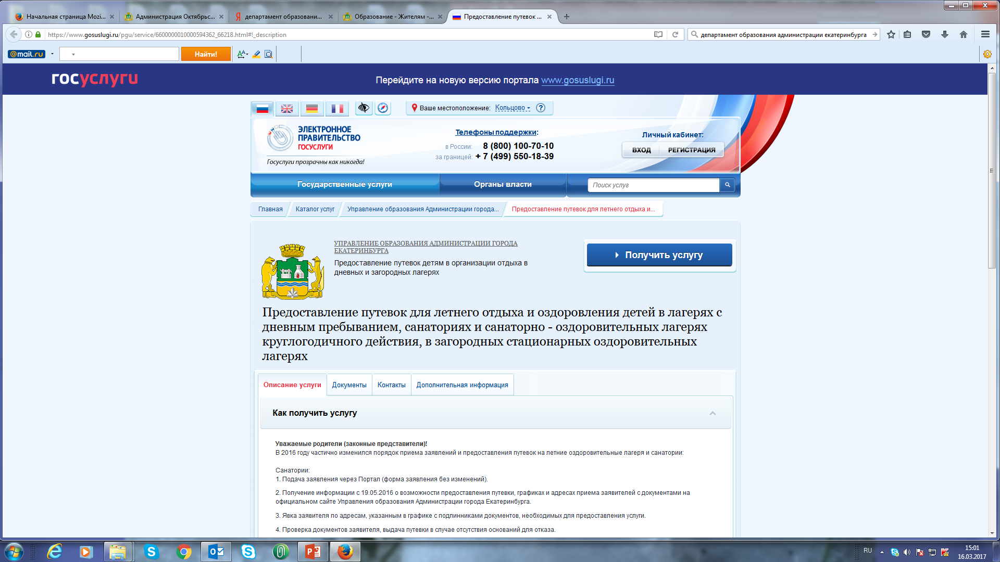 Начальная страница Mozi...
Администрация Октябрьс...
департамент образовани...
Образование - Жителям -...
Предоставление путевок ...
https://www.gosuslugi.ru/pgu/service/6600000010000594362_66218.html#!_description
департамент образования администрации екатеринбурга
@mail.ru
Найти!
госуслуги
Перейдите на новую версию портала www.gosuslugi.ru
Ваше местоположение: Кольцово
ЭЛЕКТРОННОЕ
ПРАВИТЕЛЬСТВО
ГОСУСЛУГИ
Госуслуги прозрачны как никогда!
Телефоны поддержки:
в России: 8 (800) 100-70-10
за границей: + 7 (499) 550-18-39
Личный кабинет:
ВХОД
РЕГИСТРАЦИЯ
Государственные услуги
Органы власти
Поиск услуг
Главная
Каталог услуг
Управление образования Администрации города...
Предоставление путевок для летнего отдыха и...
УПРАВЛЕНИЕ ОБРАЗОВАНИЯ АДМИНИСТРАЦИИ ГОРОДА
ЕКАТЕРИНБУРГА
Предоставление путевок детям в организации отдыха в
дневных и загородных лагерях
Получить услугу
Предоставление путевок для летнего отдыха и оздоровления детей в лагерях с
дневным пребыванием, санаториях и санаторно - оздоровительных лагерях
круглогодичного действия, в загородных стационарных оздоровительных
лагерях
Описание услуги
Документы
Контакты
Дополнительная информация
Как получить услугу
Уважаемые родители (законные представители)!
В 2016 году частично изменился порядок приема заявлений и предоставления путевок на летние оздоровительные лагеря и санатории:
Санатории:
1. Подача заявления через Портал (форма заявления без изменений).
2. Получение информации с 19.05.2016 о возможности предоставления путевки, графиках и адресах приема заявителей с документами на
официальном сайте Управления образования Администрации города Екатеринбурга.
3. Явка заявителя по адресам, указанным в графике с подлинниками документов, необходимых для предоставления услуги.
4. Проверка документов заявителя, выдача путевки в случае отсутствия оснований для отказа.
RU
15:01
16.03.2017